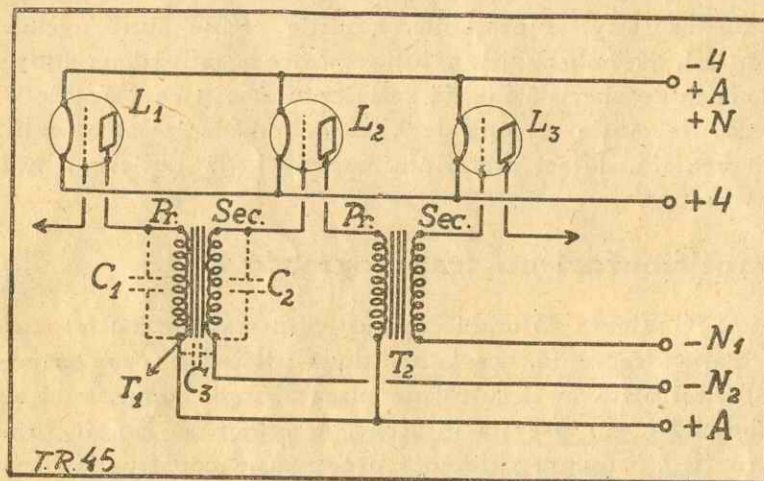 -4
+A
+N
L1
L2
L3
+4
Pr. Sec. Pr. Sec.
C1
C2
-N1
T1
C3
T2
-N2
+A
T.R.45